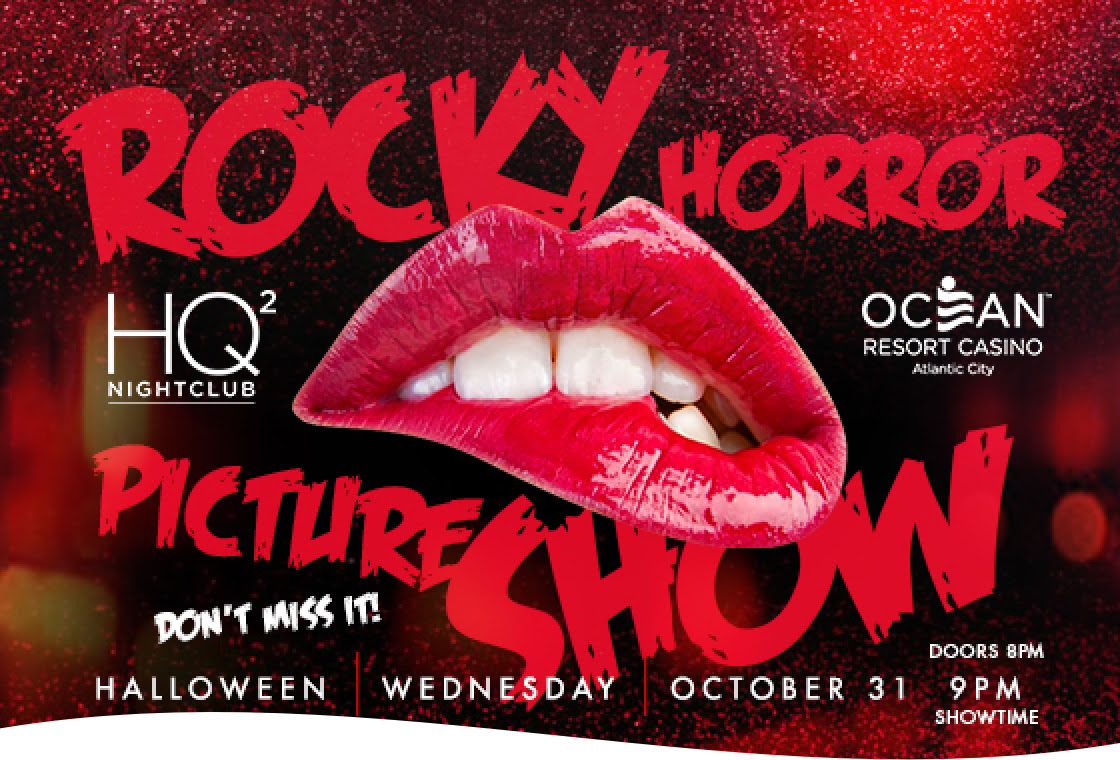 ROCKY HORROR
HQ²
NIGHTCLUB
OCEAN™
RESORT CASINO
Atlantic City
PICTURE SHOW
DON'T MISS IT!
DOORS 8PM
HALLOWEEN WEDNESDAY OCTOBER 31 9PM
SHOWTIME